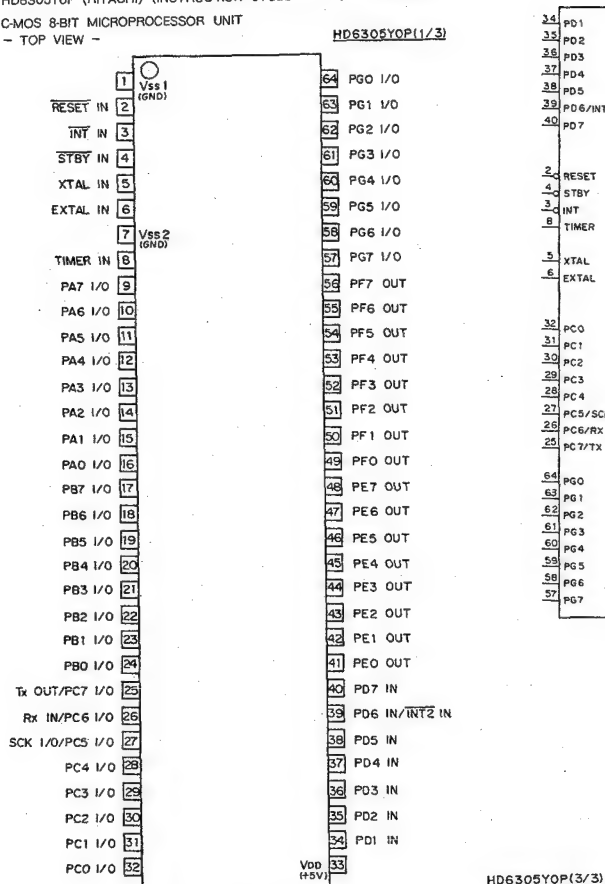 C-MOS 8-BIT MICROPROCESSOR UNIT
– TOP VIEW –
HD6305YOP(1/3)
1 Vss1 (GND)
RESET IN 2
INT IN 3
STBY IN 4
XTAL IN 5
EXTAL IN 6
7 Vss2 (GND)
TIMER IN 8
PA7 I/O 9
PA6 I/O 10
PA5 I/O 11
PA4 I/O 12
PA3 I/O 13
PA2 I/O 14
PA1 I/O 15
PA0 I/O 16
PB7 I/O 17
PB6 I/O 18
PB5 I/O 19
PB4 I/O 20
PB3 I/O 21
PB2 I/O 22
PB1 I/O 23
PB0 I/O 24
Tx OUT/PC7 I/O 25
Rx IN/PC6 I/O 26
SCK I/O/PC5 I/O 27
PC4 I/O 28
PC3 I/O 29
PC2 I/O 30
PC1 I/O 31
PC0 I/O 32
64 PG0 I/O
63 PG1 I/O
62 PG2 I/O
61 PG3 I/O
60 PG4 I/O
59 PG5 I/O
58 PG6 I/O
57 PG7 I/O
56 PF7 OUT
55 PF6 OUT
54 PF5 OUT
53 PF4 OUT
52 PF3 OUT
51 PF2 OUT
50 PF1 OUT
49 PF0 OUT
48 PE7 OUT
47 PE6 OUT
46 PE5 OUT
45 PE4 OUT
44 PE3 OUT
43 PE2 OUT
42 PE1 OUT
41 PE0 OUT
40 PD7 IN
39 PD6 IN/INT2 IN
38 PD5 IN
37 PD4 IN
36 PD3 IN
35 PD2 IN
34 PD1 IN
VDD (+5V) 33
34 PD1
35 PD2
36 PD3
37 PD4
38 PD5
39 PD6/INT
40 PD7
2 RESET
4 STBY
3 INT
8 TIMER
5 XTAL
6 EXTAL
32 PC0
31 PC1
30 PC2
29 PC3
28 PC4
27 PC5/SC
26 PC6/RX
25 PC7/TX
64 PG0
63 PG1
62 PG2
61 PG3
60 PG4
59 PG5
58 PG6
57 PG7
HD6305YOP(3/3)